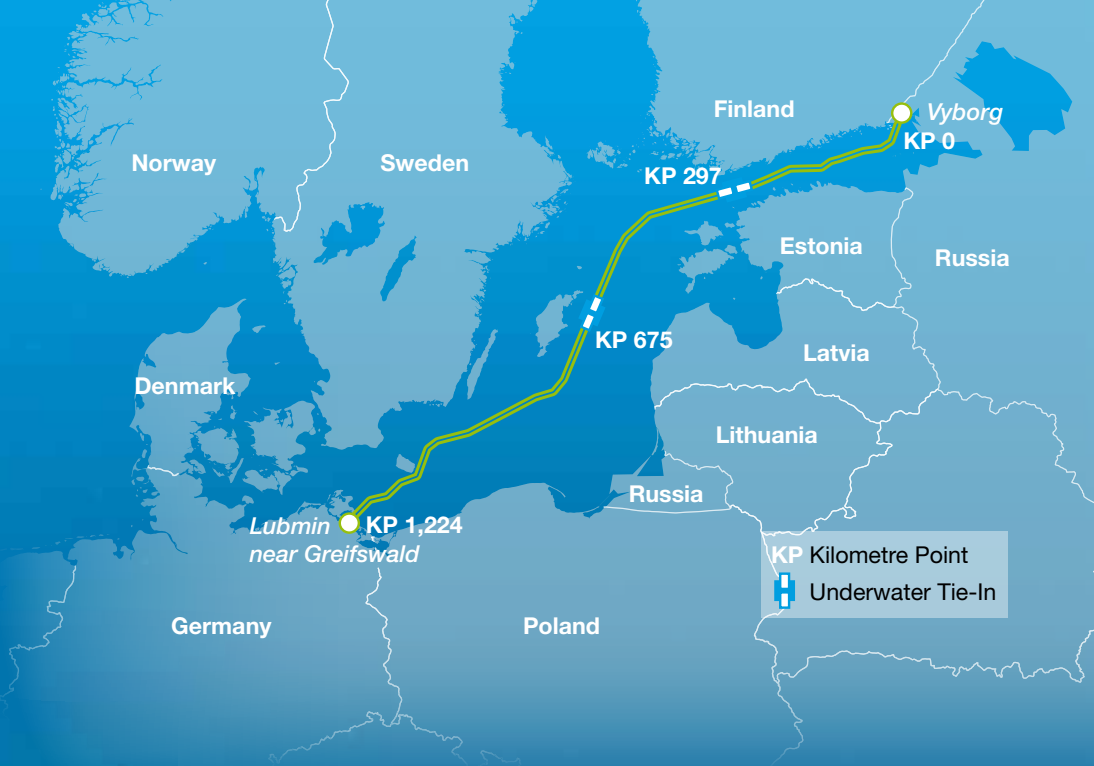 Finland
Vyborg
KP 0
Norway
Sweden
KP 297
Estonia
Russia
KP 675
Latvia
Denmark
Lithuania
Russia
Lubmin
near Greifswald
KP 1,224
KP Kilometre Point
Underwater Tie-In
Germany
Poland